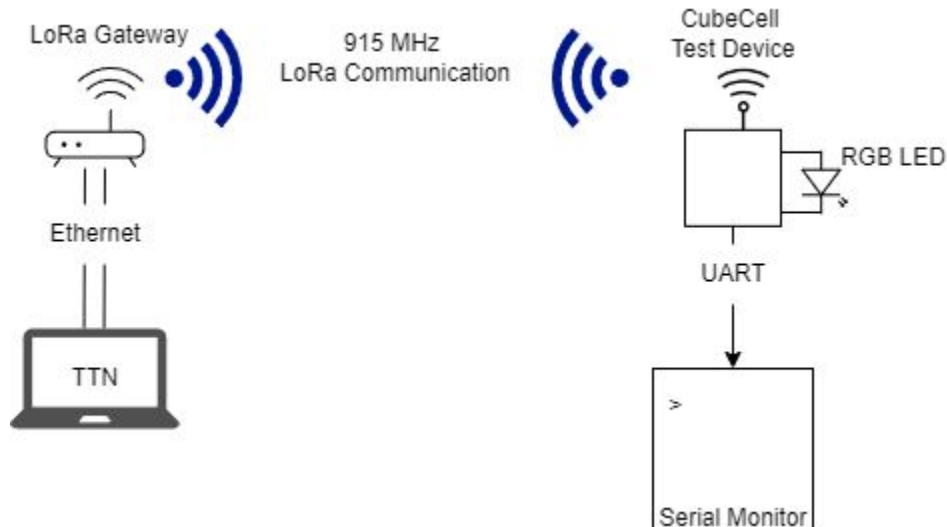 LoRa Gateway
915 MHz
LoRa Communication
CubeCell
Test Device
RGB LED
Ethernet
UART
TTN
>
Serial Monitor